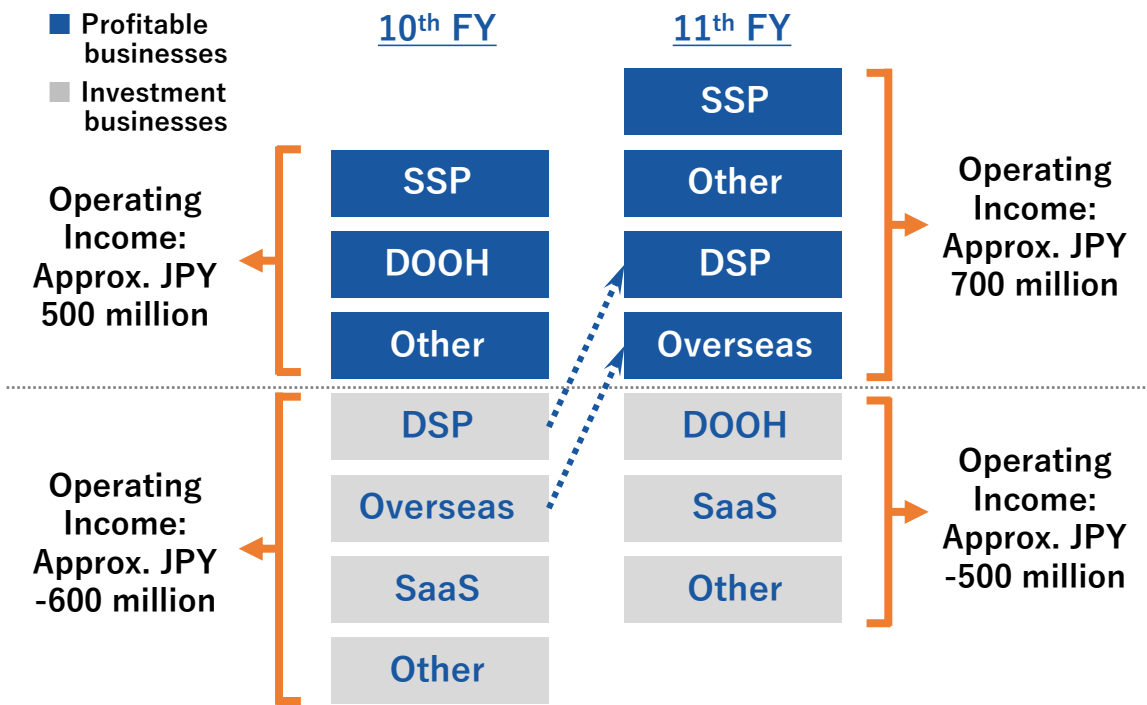 Profitable
businesses
Investment
businesses
10th FY
11th FY
Operating
Income:
Approx. JPY
500 million
SSP
DOOH
Other
SSP
Other
DSP
Overseas
Operating
Income:
Approx. JPY
700 million
Operating
Income:
Approx. JPY
-600 million
DSP
Overseas
SaaS
Other
DOOH
SaaS
Other
Operating
Income:
Approx. JPY
-500 million